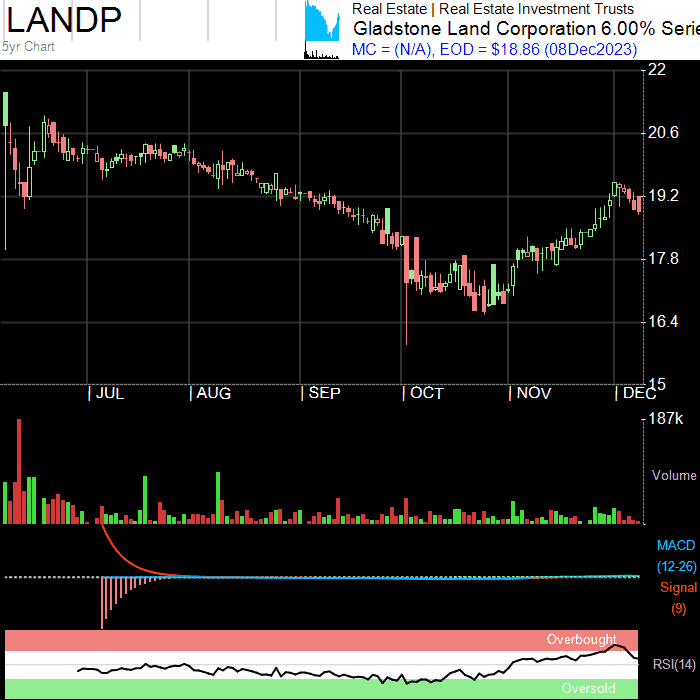 LANDP
5yr Chart
Real Estate | Real Estate Investment Trusts
Gladstone Land Corporation 6.00% Serie
MC = (N/A), EOD = $18.86 (08Dec2023)
22
20.6
19.2
17.8
16.4
15
| JUL | AUG | SEP | OCT | NOV | DEC
187k
Volume
MACD
(12-26)
Signal
(9)
Overbought
RSI(14)
Oversold